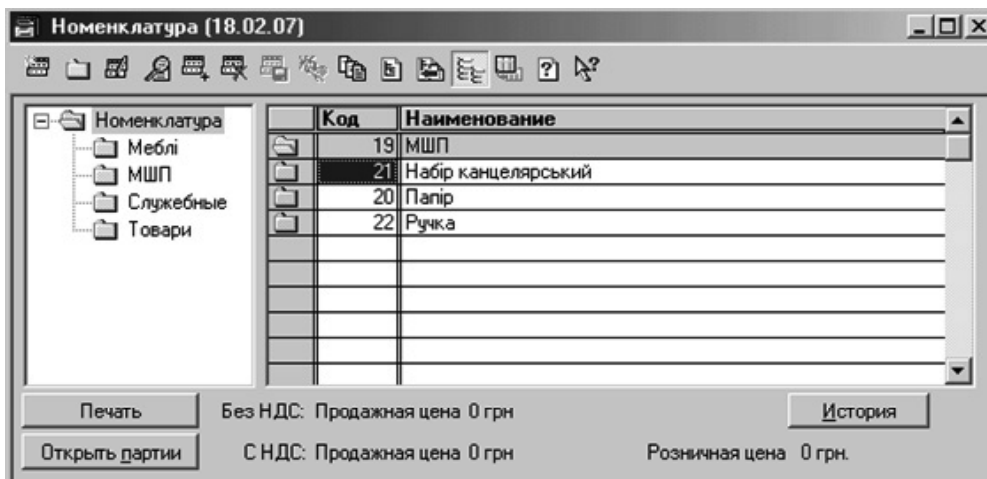 Номенклатура (18.02.07)
Номенклатура
Меблі
МШП
Служебные
Товари
Код Наименование
19 МШП
21 Набір канцелярський
20 Папір
22 Ручка
Печать Без НДС: Продажная цена 0 грн История
Открыть партии С НДС: Продажная цена 0 грн Розничная цена 0 грн.